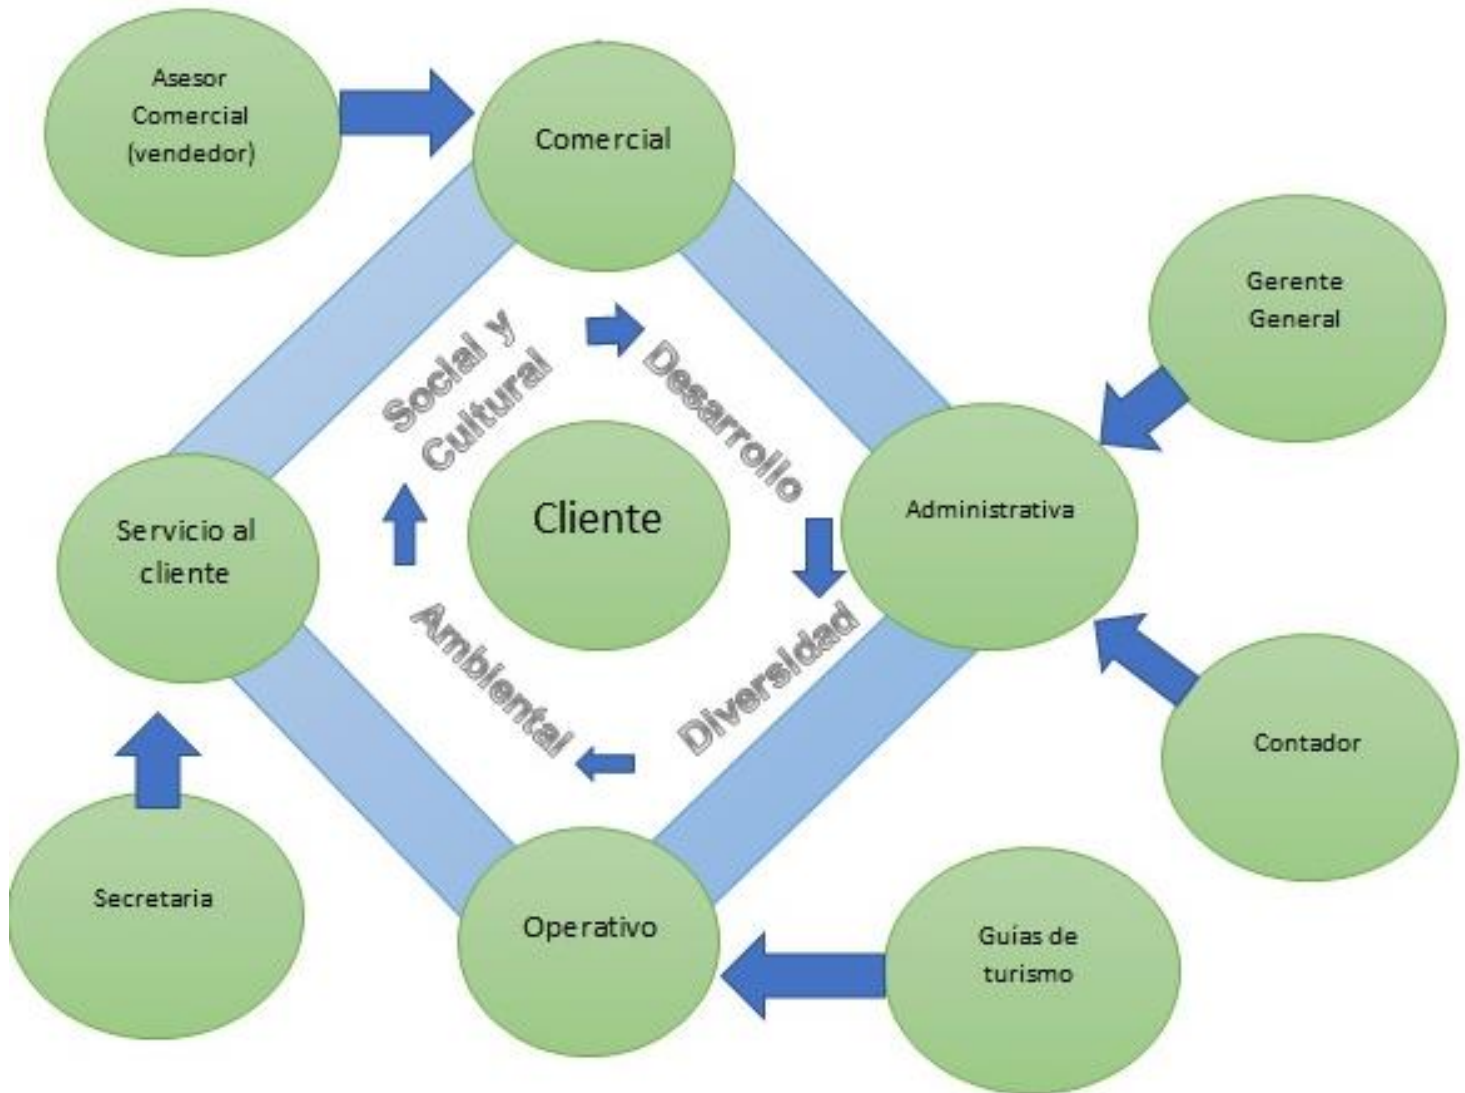 Asesor
Comercial
(vendedor)
Comercial
Gerente
General
Social y
Cultural
Desarrollo
Cliente
Administrativa
Servicio al
cliente
Ambiental
Diversidad
Contador
Secretaria
Operativo
Guías de
turismo